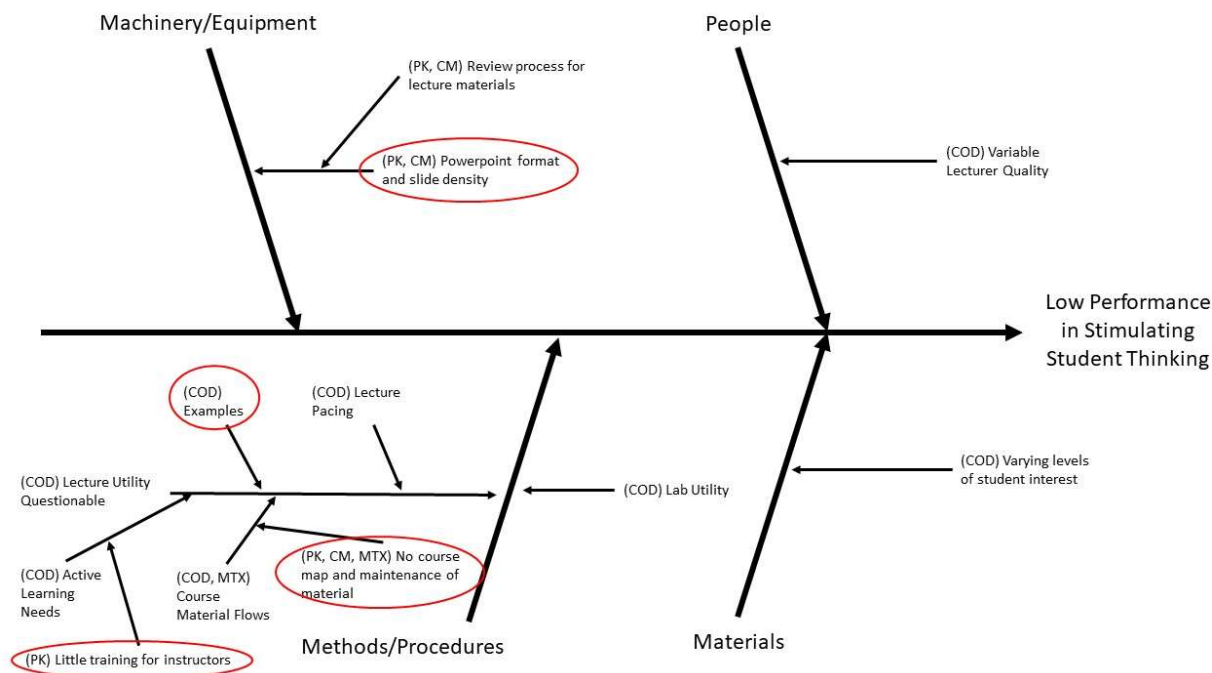 Machinery/Equipment
People
(PK, CM) Review process for
lecture materials
(PK, CM) Powerpoint format
and slide density
(COD) Variable
Lecturer Quality
Low Performance
in Stimulating
Student Thinking
(COD)
Examples
(COD) Lecture
Pacing
(COD) Lecture Utility
Questionable
(COD) Lab Utility
(COD) Varying levels
of student interest
(COD) Active
Learning
Needs
(COD, MTX)
Course
Material Flows
(PK, CM, MTX) No course
map and maintenance of
material
(PK) Little training for instructors
Methods/Procedures
Materials